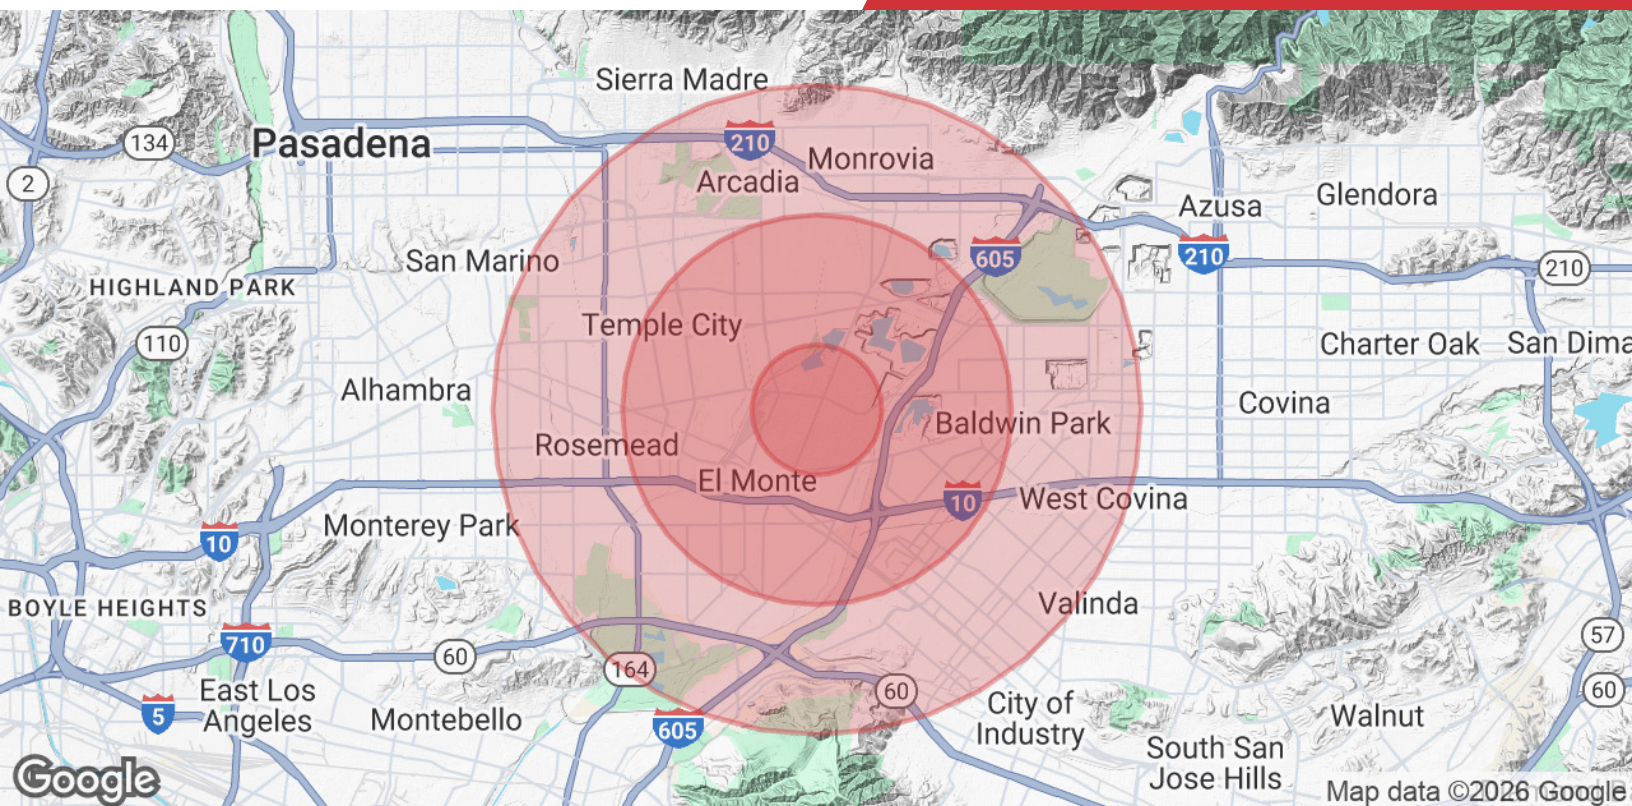 Sierra Madre
134
Pasadena
210
Monrovia
2
Arcadia
Azusa
Glendora
San Marino
605
210
210
HIGHLAND PARK
Temple City
110
Charter Oak
San Dima
Alhambra
Covina
Baldwin Park
Rosemead
El Monte
10
West Covina
Monterey Park
10
BOYLE HEIGHTS
Valinda
710
57
60
164
East Los
Angeles
60
60
5
Montebello
605
City of
Industry
Walnut
South San
Jose Hills
Google
Map data ©2026 Google